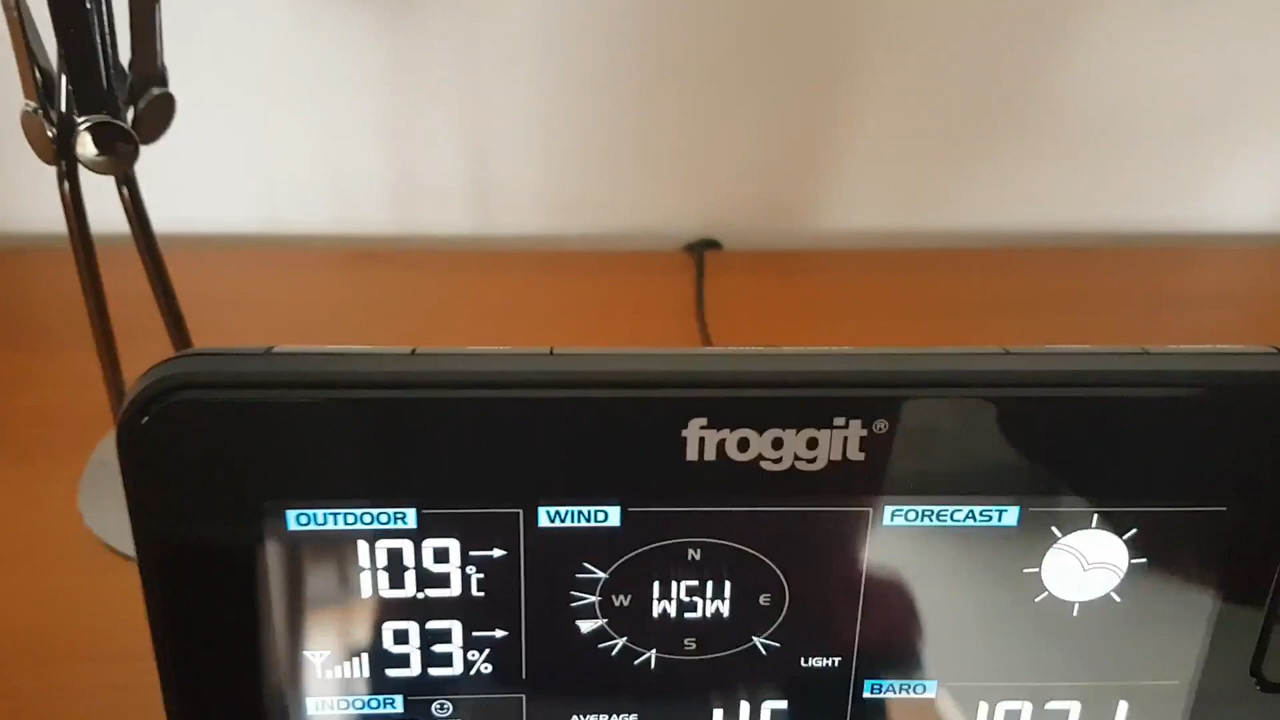 froggit®
OUTDOOR
10.9°C
93%
INDOOR
WIND
N
W WSW E
S
LIGHT
AVERAGE
FORECAST
BARO